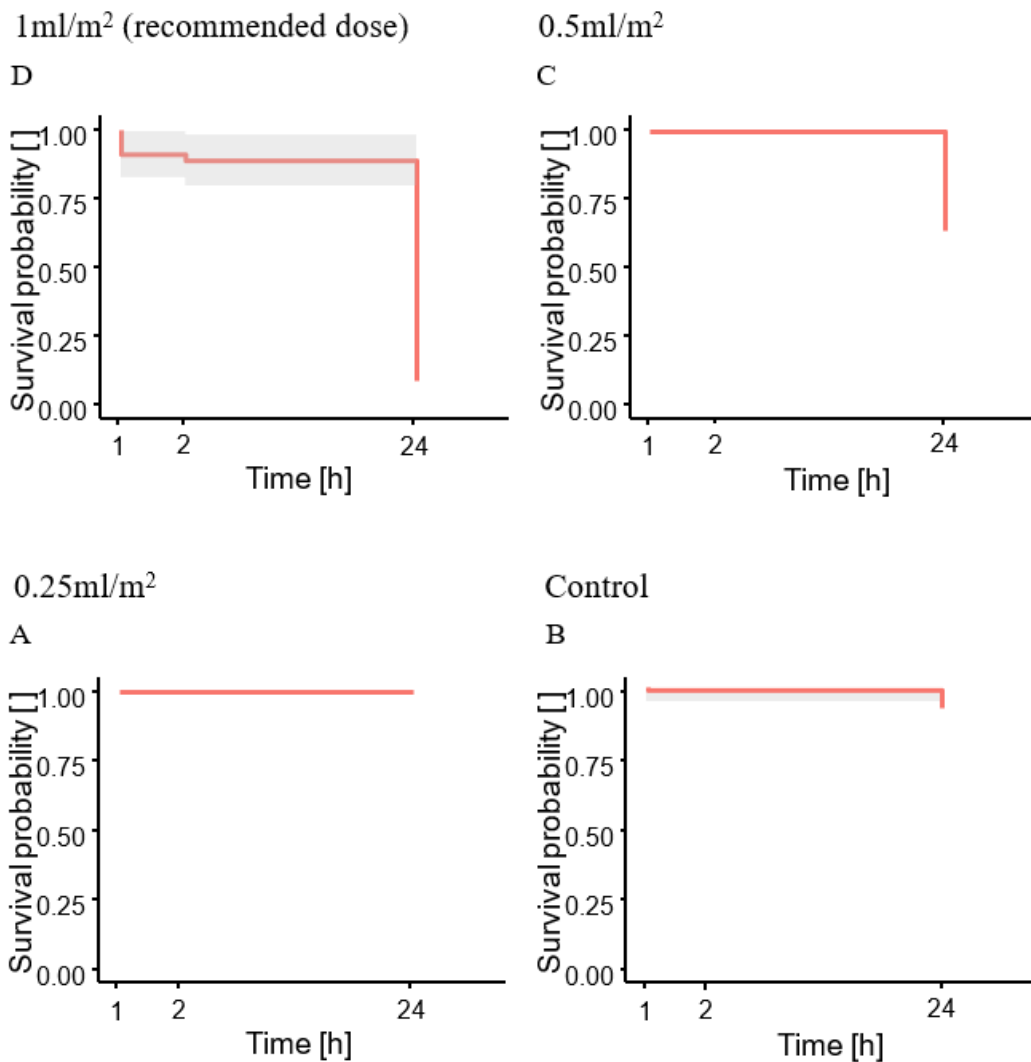 1ml/m² (recommended dose)
D
Survival probability [ ]
1.00
0.75
0.50
0.25
0.00
1 2 24
Time [h]
0.5ml/m²
C
Survival probability [ ]
1.00
0.75
0.50
0.25
0.00
1 2 24
Time [h]
0.25ml/m²
A
Survival probability [ ]
1.00
0.75
0.50
0.25
0.00
1 2 24
Time [h]
Control
B
Survival probability [ ]
1.00
0.75
0.50
0.25
0.00
1 2 24
Time [h]